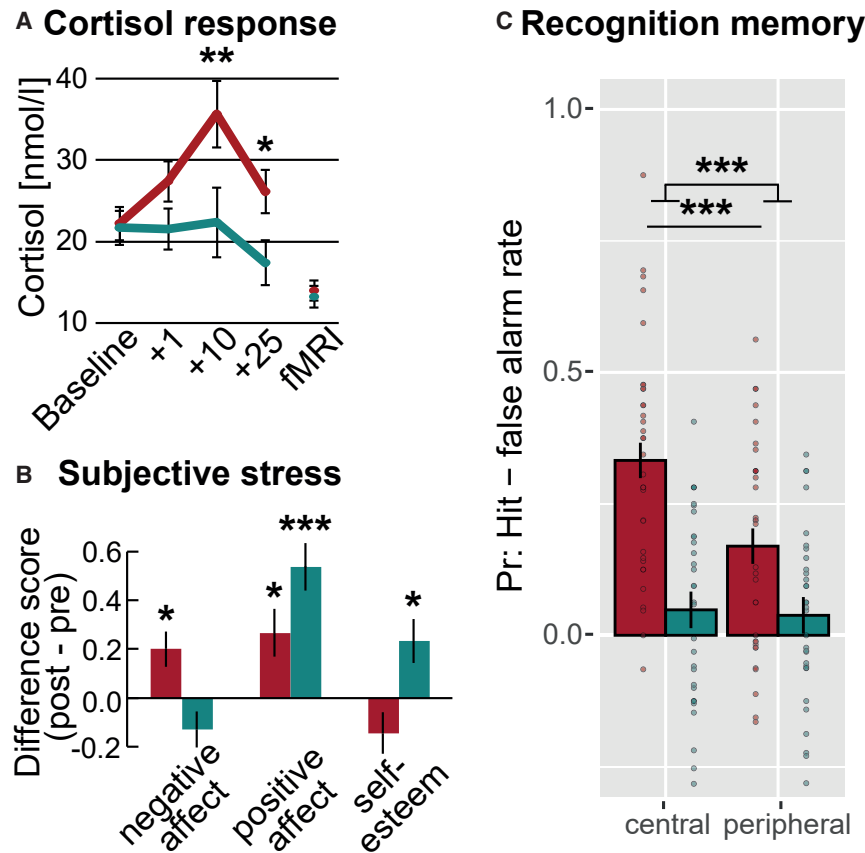 A Cortisol response
**
*
Cortisol [nmol/l]
40
30
20
10
Baseline
+1
+10
+25
fMRI
B Subjective stress
Difference score
(post - pre)
0.6
0.4
0.2
0.0
-0.2
*
*
***
*
negative
affect
positive
affect
self-
esteem
C Recognition memory
Pr: Hit – false alarm rate
1.0
0.5
0.0
***
***
central
peripheral